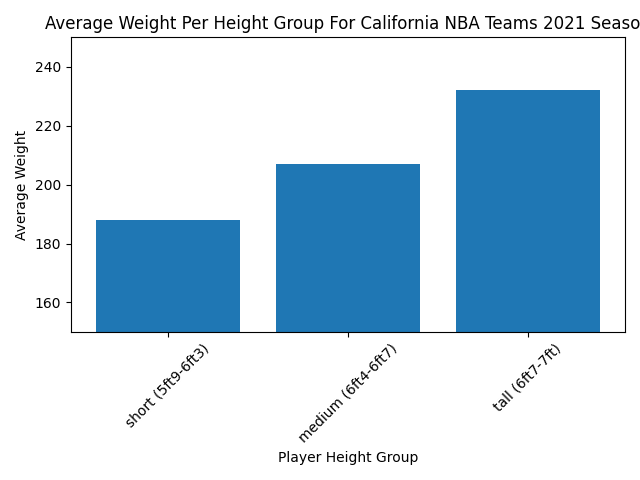 Average Weight Per Height Group For California NBA Teams 2021 Seaso
240
220
200
180
160
Average Weight
short (5ft9-6ft3)
medium (6ft4-6ft7)
tall (6ft7-7ft)
Player Height Group